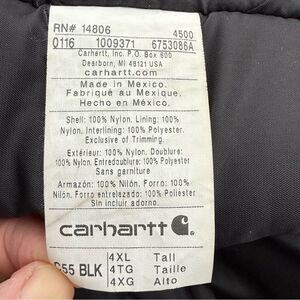 RN# 14806 4500
0116 1009371 6753086A
Carhartt, Inc. P.O. Box 600
Dearborn, MI 48121 USA
carhartt.com
Made in Mexico.
Fabriqué au Mexique.
Hecho en México.
Shell: 100% Nylon. Lining: 100%
Nylon. Interlining: 100% Polyester.
Exclusive of Trimming.
Extérieur: 100% Nylon. Doublure:
100% Nylon. Entredoublure: 100% Polyester
Sans garniture
Armazón: 100% Nilón. Forro: 100%
Nilón. Forro entrelazado: 100% Poliester
Sin incluir adorno.
carhartt
C55 BLK
4XL Tall
4TG Taille
4XG Alto